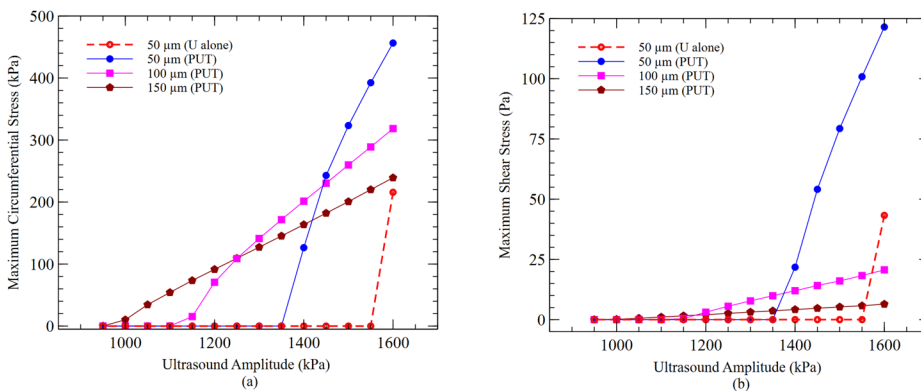 500
400
300
200
100
0
Maximum Circumferential Stress (kPa)
50 µm (U alone)
50 µm (PUT)
100 µm (PUT)
150 µm (PUT)
1000
1200
1400
1600
Ultrasound Amplitude (kPa)
(a)
125
100
75
50
25
0
Maximum Shear Stress (Pa)
50 µm (U alone)
50 µm (PUT)
100 µm (PUT)
150 µm (PUT)
1000
1200
1400
1600
Ultrasound Amplitude (kPa)
(b)